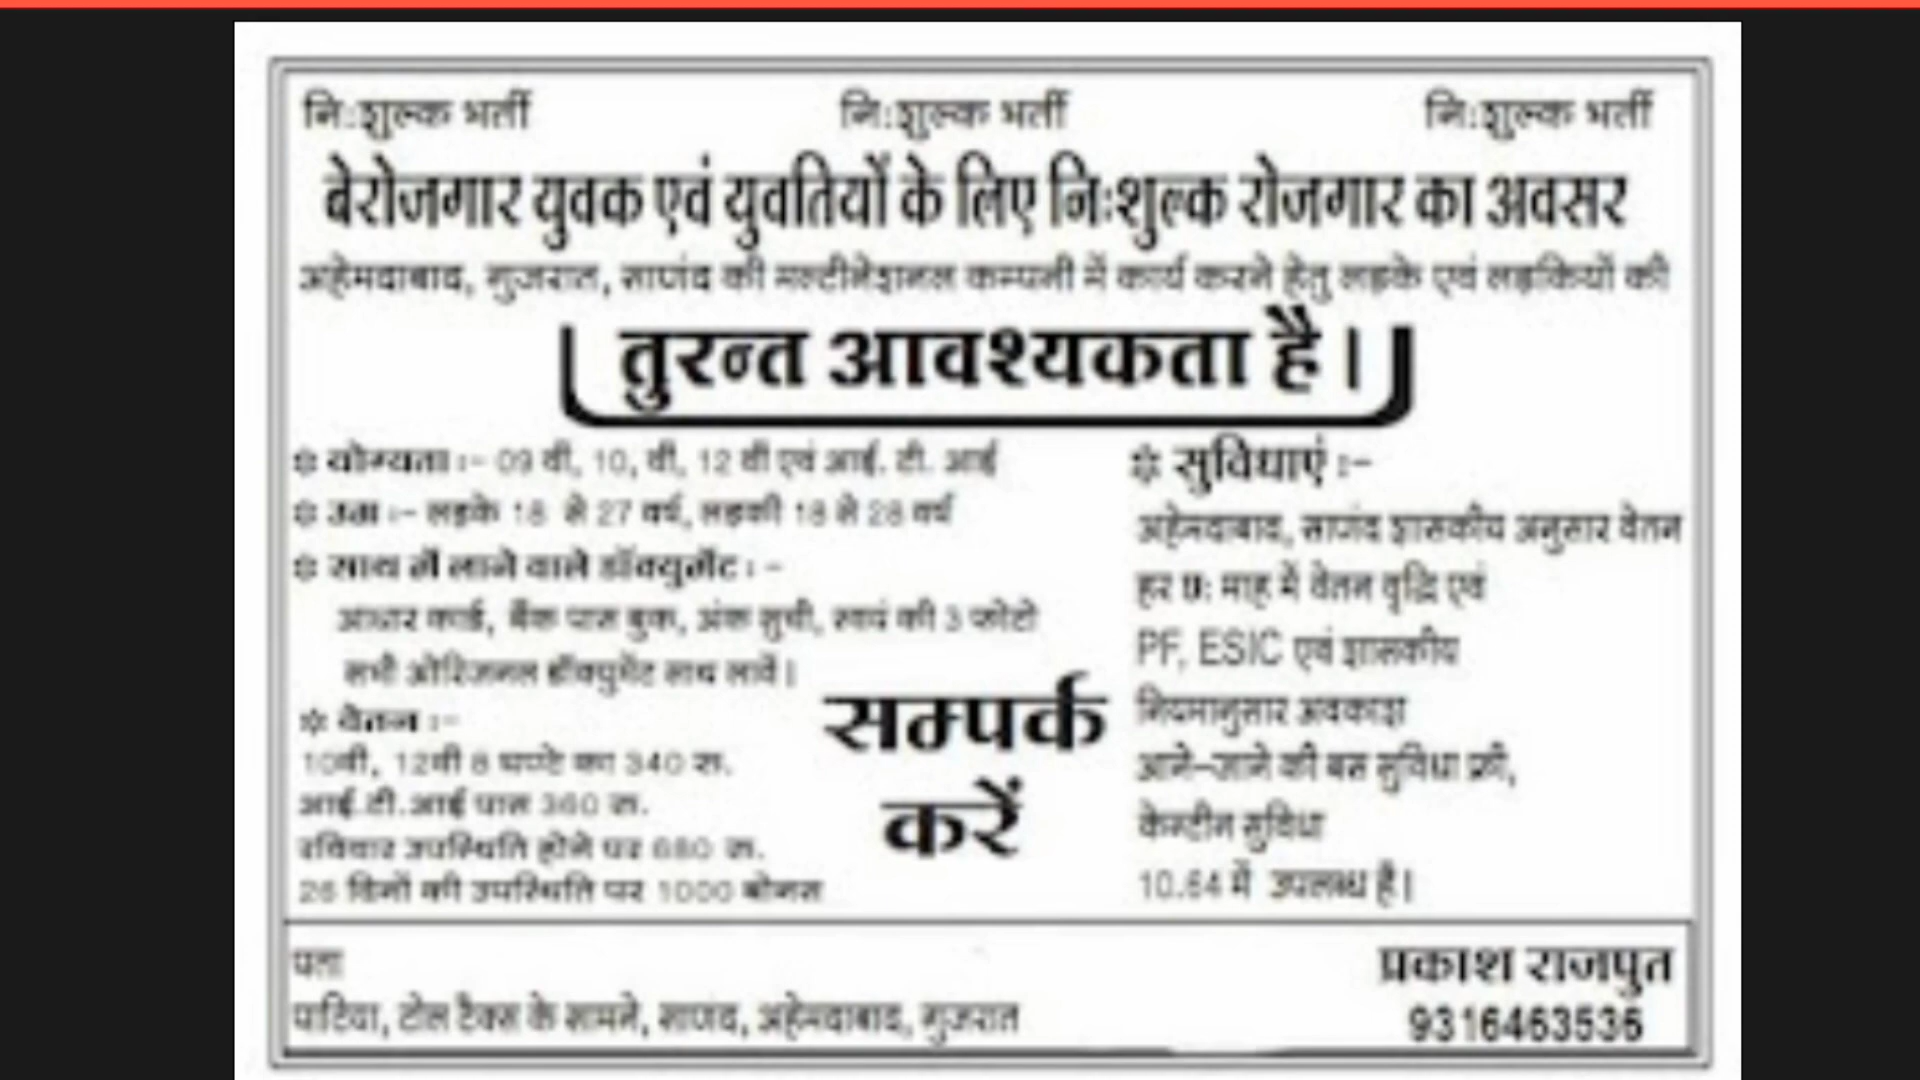 निःशुल्क भर्ती निःशुल्क भर्ती निःशुल्क भर्ती
बेरोजगार युवक एवं युवतियों के लिए निःशुल्क रोजगार का अवसर
अहेमदाबाद, गुजरात, साणंद की मल्टीनेशनल कम्पनी में कार्य करने हेतु लड़के एवं लड़कियों की
तुरन्त आवश्यकता है।
❉ योग्यता :- 09 वी, 10, वी, 12 वी एवं आई. टी. आई
❉ उम्र :- लड़के 18 से 27 वर्ष, लड़की 18 से 28 वर्ष
❉ साथ में लाने वाले डॉक्युमेंट : -
आधार कार्ड, बैंक पास बुक, अंक सुची, स्वयं की 3 फोटो
सभी ओरिजनल डॉक्युमेंट साथ लावें।
❉ वेतन :-
10वी, 12वी 8 घण्टे का 340 रु.
आई.टी.आई पास 360 रु.
रविवार उपस्थिति होने पर 680 रु.
26 दिनों की उपस्थिति पर 1000 बोनस
सम्पर्क
करें
❉ सुविधाएं :-
अहेमदाबाद, साणंद शासकीय अनुसार वेतन
हर छः माह में वेतन वृद्धि एवं
PF, ESIC एवं शासकीय
नियमानुसार अवकाश
आने-जाने की बस सुविधा फ्री,
केन्टीन सुविधा
10.64 में उपलब्ध है।
पता
पाटिया, टोल टैक्स के सामने, साणंद, अहेमदाबाद, गुजरात
प्रकाश राजपुत
9316463536